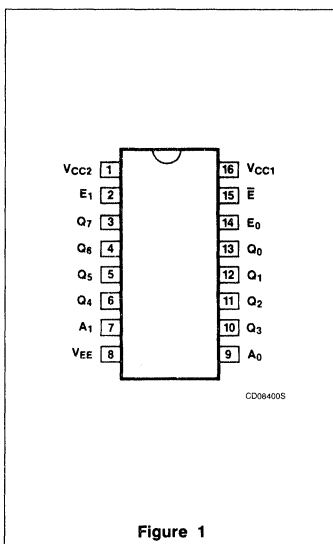 VCC2 1 16 VCC1
E1 2 15 E̅
Q7 3 14 E0
Q6 4 13 Q0
Q5 5 12 Q1
Q4 6 11 Q2
A1 7 10 Q3
VEE 8 9 A0
CD08400S
Figure 1